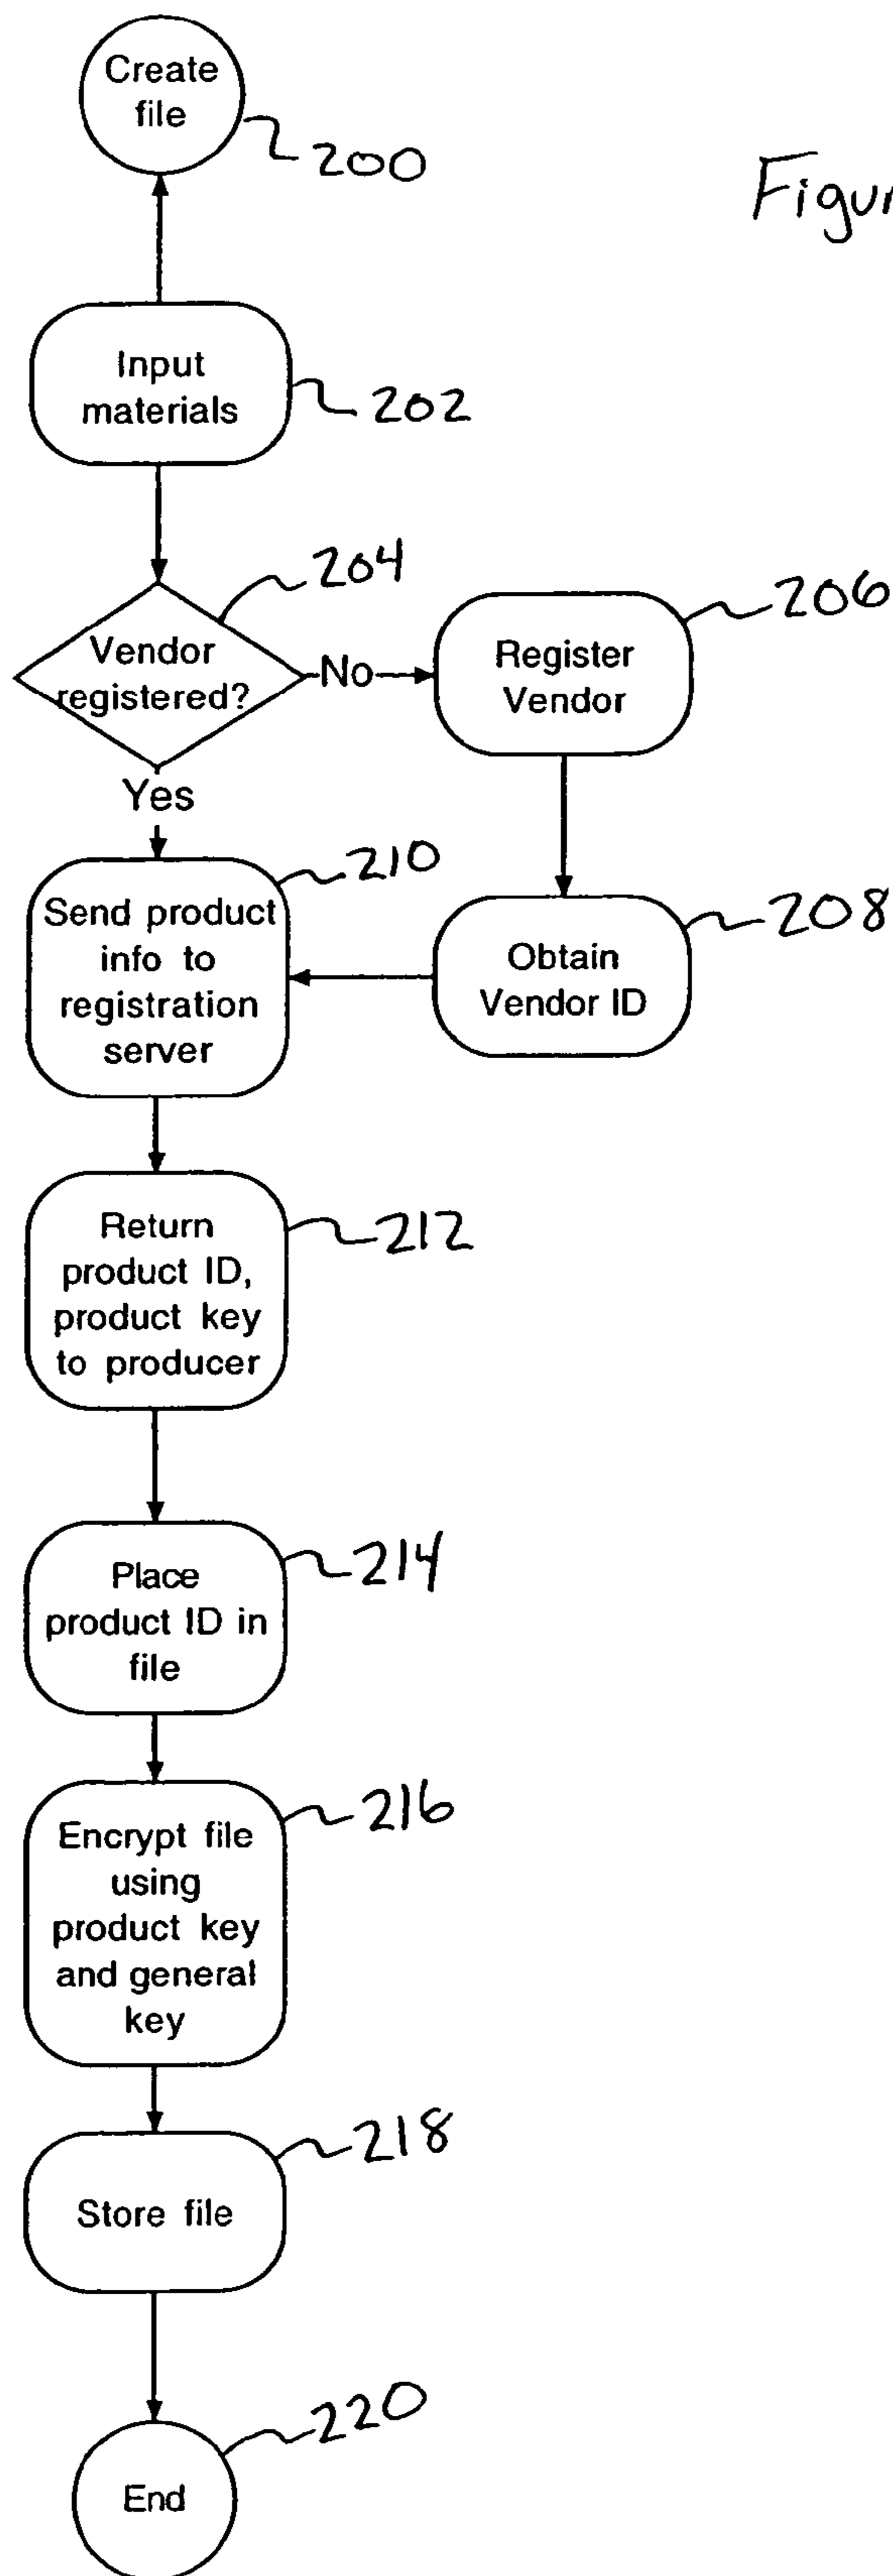 Create
file
200
Input
materials
202
204
Vendor
registered?
No
206
Register
Vendor
Yes
210
Send product
info to
registration
server
208
Obtain
Vendor ID
Return
product ID,
product key
to producer
212
Place
product ID in
file
214
Encrypt file
using
product key
and general
key
216
218
Store file
220
End